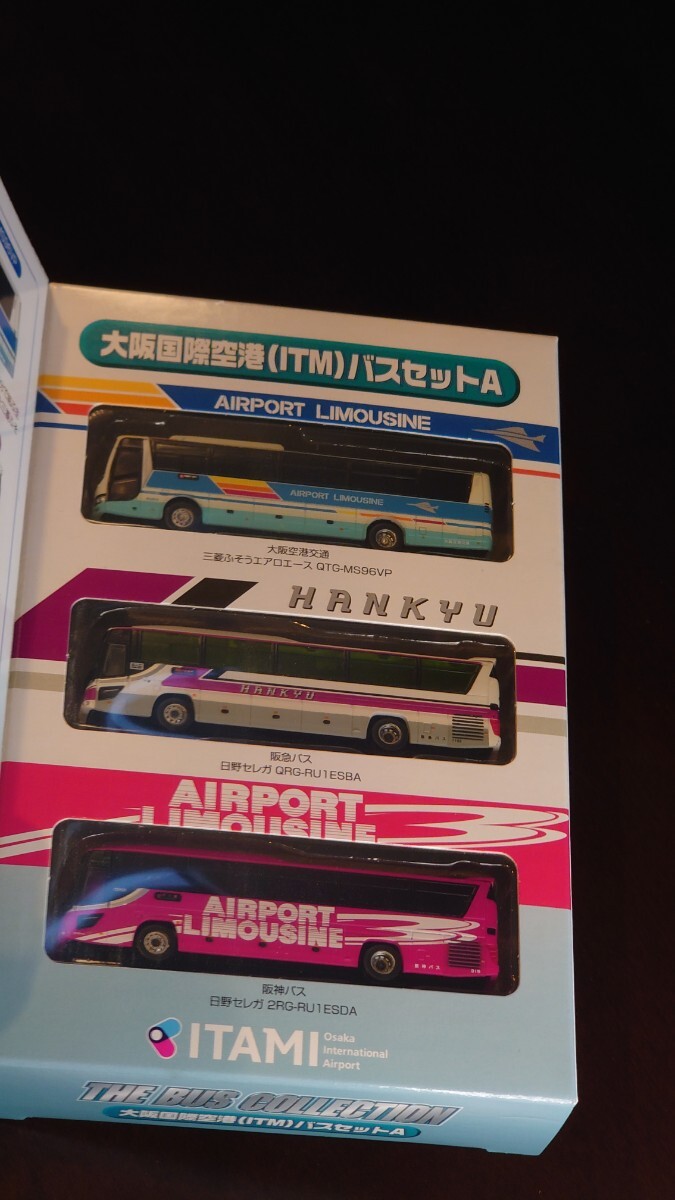 大阪国際空港(ITM)バスセットA
AIRPORT LIMOUSINE
AIRPORT LIMOUSINE
大阪空港交通
三菱ふそうエアロエース QTG-MS96VP
HANKYU
HANKYU
阪急バス
日野セレガ QRG-RU1ESBA
AIRPORT
LIMOUSINE
AIRPORT
LIMOUSINE
阪神バス
阪神バス
日野セレガ 2RG-RU1ESDA
ITAMI
Osaka
International
Airport
THE BUS COLLECTION
大阪国際空港(ITM)バスセットA